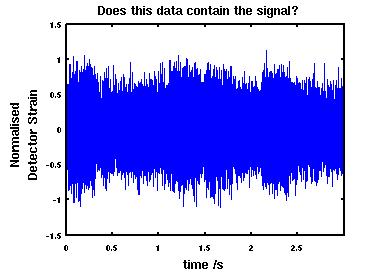 Does this data contain the signal?
1.5
1
0.5
0
-0.5
-1
-1.5
Normalised
Detector Strain
0 0.5 1 1.5 2 2.5
time /s